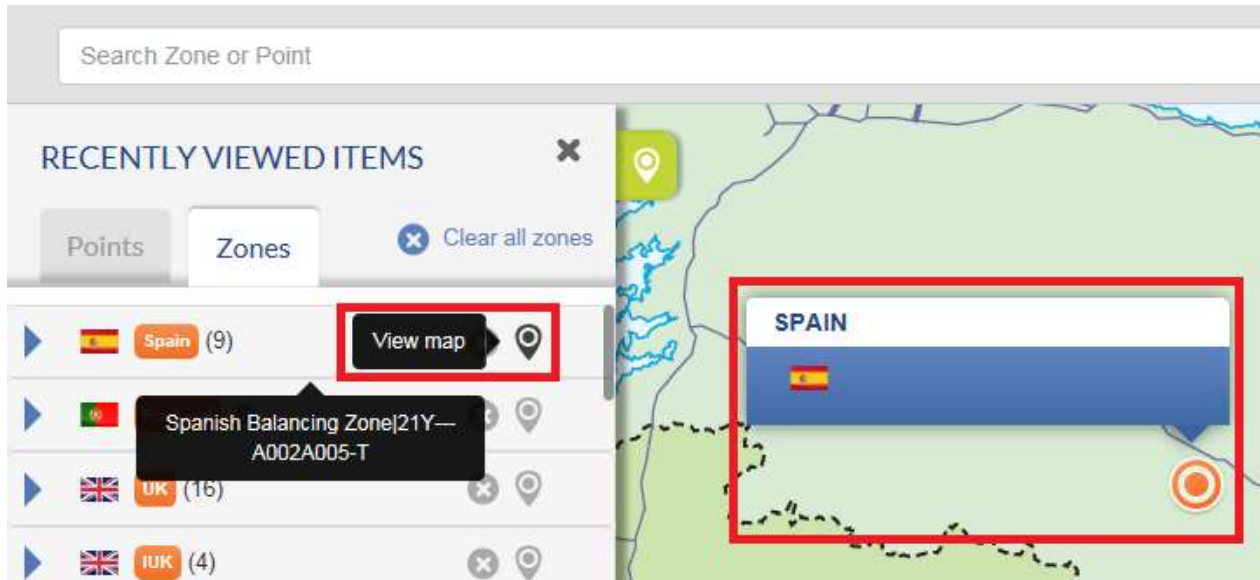 Search Zone or Point
RECENTLY VIEWED ITEMS
Points
Zones
Clear all zones
Spain (9)
View map
Spanish Balancing Zone|21Y---
A002A005-T
UK (16)
IUK (4)
SPAIN